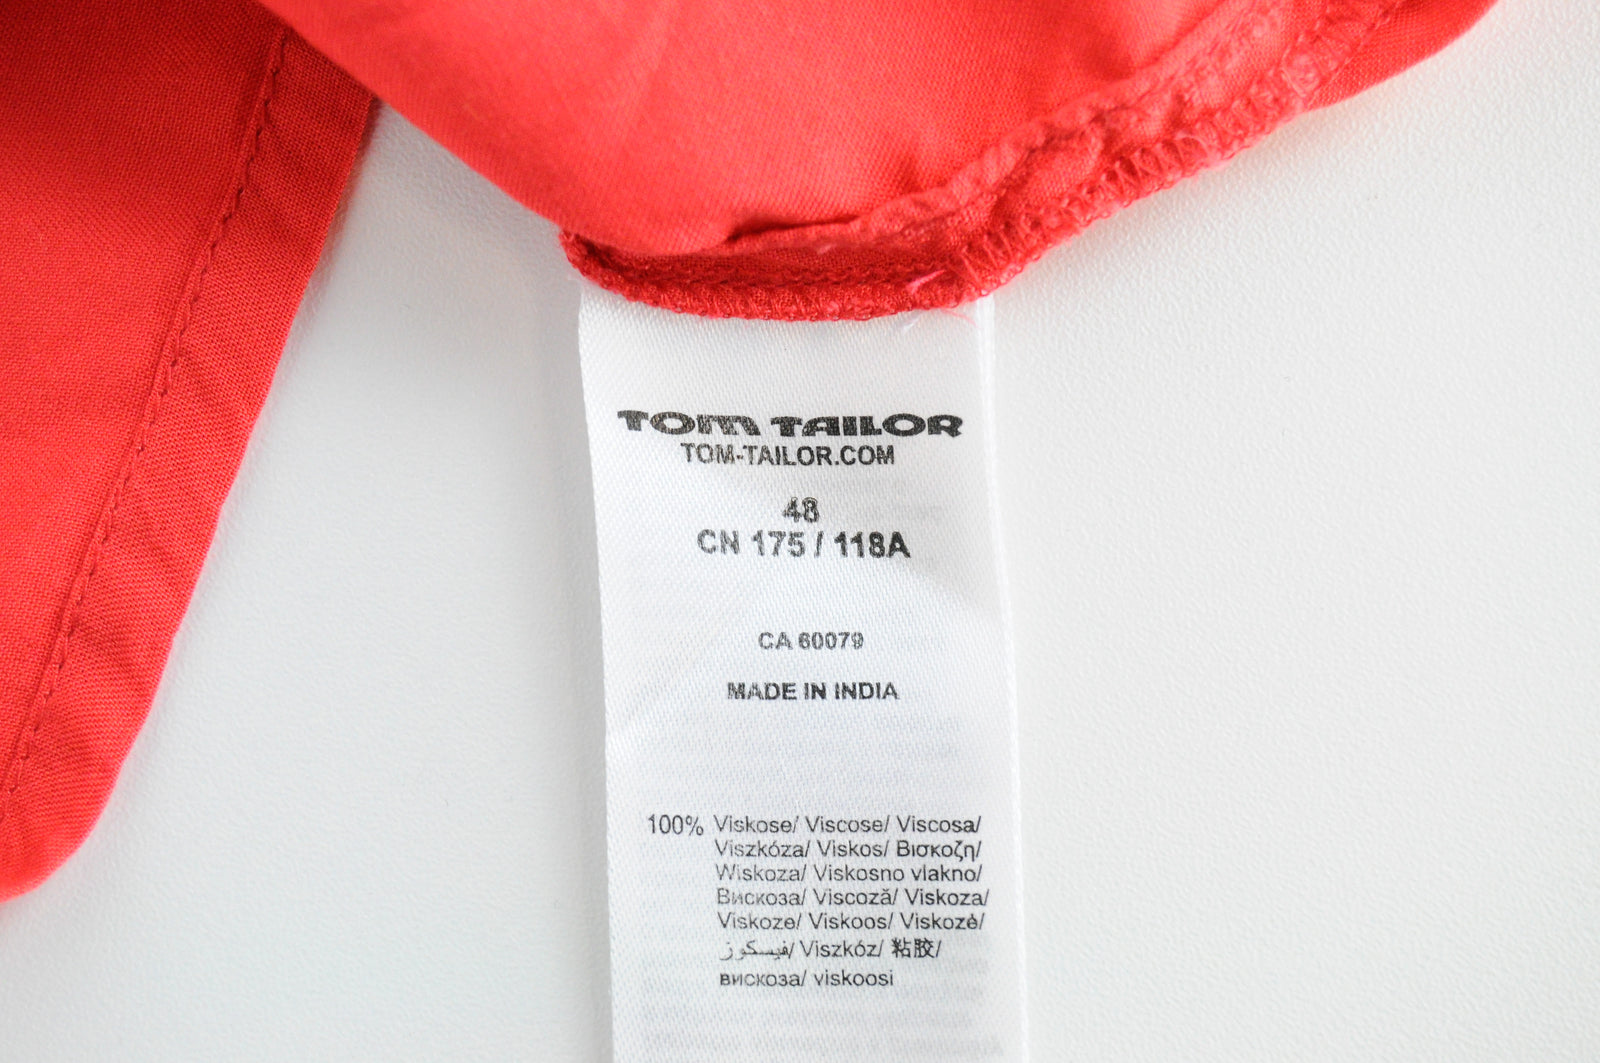 TOM TAILOR
TOM-TAILOR.COM
48
CN 175 / 118A
CA 60079
MADE IN INDIA
100% Viskose/ Viscose/ Viscosa/
Viszkóza/ Viskos/ Βισκοζη/
Wiskoza/ Viskosno vlakno/
Вискоза/ Viscoză/ Viskoza/
Viskoze/ Viskoos/ Viskozė/
فيسكوز/ Viszkóz/ 粘胶/
вискоза/ viskoosi